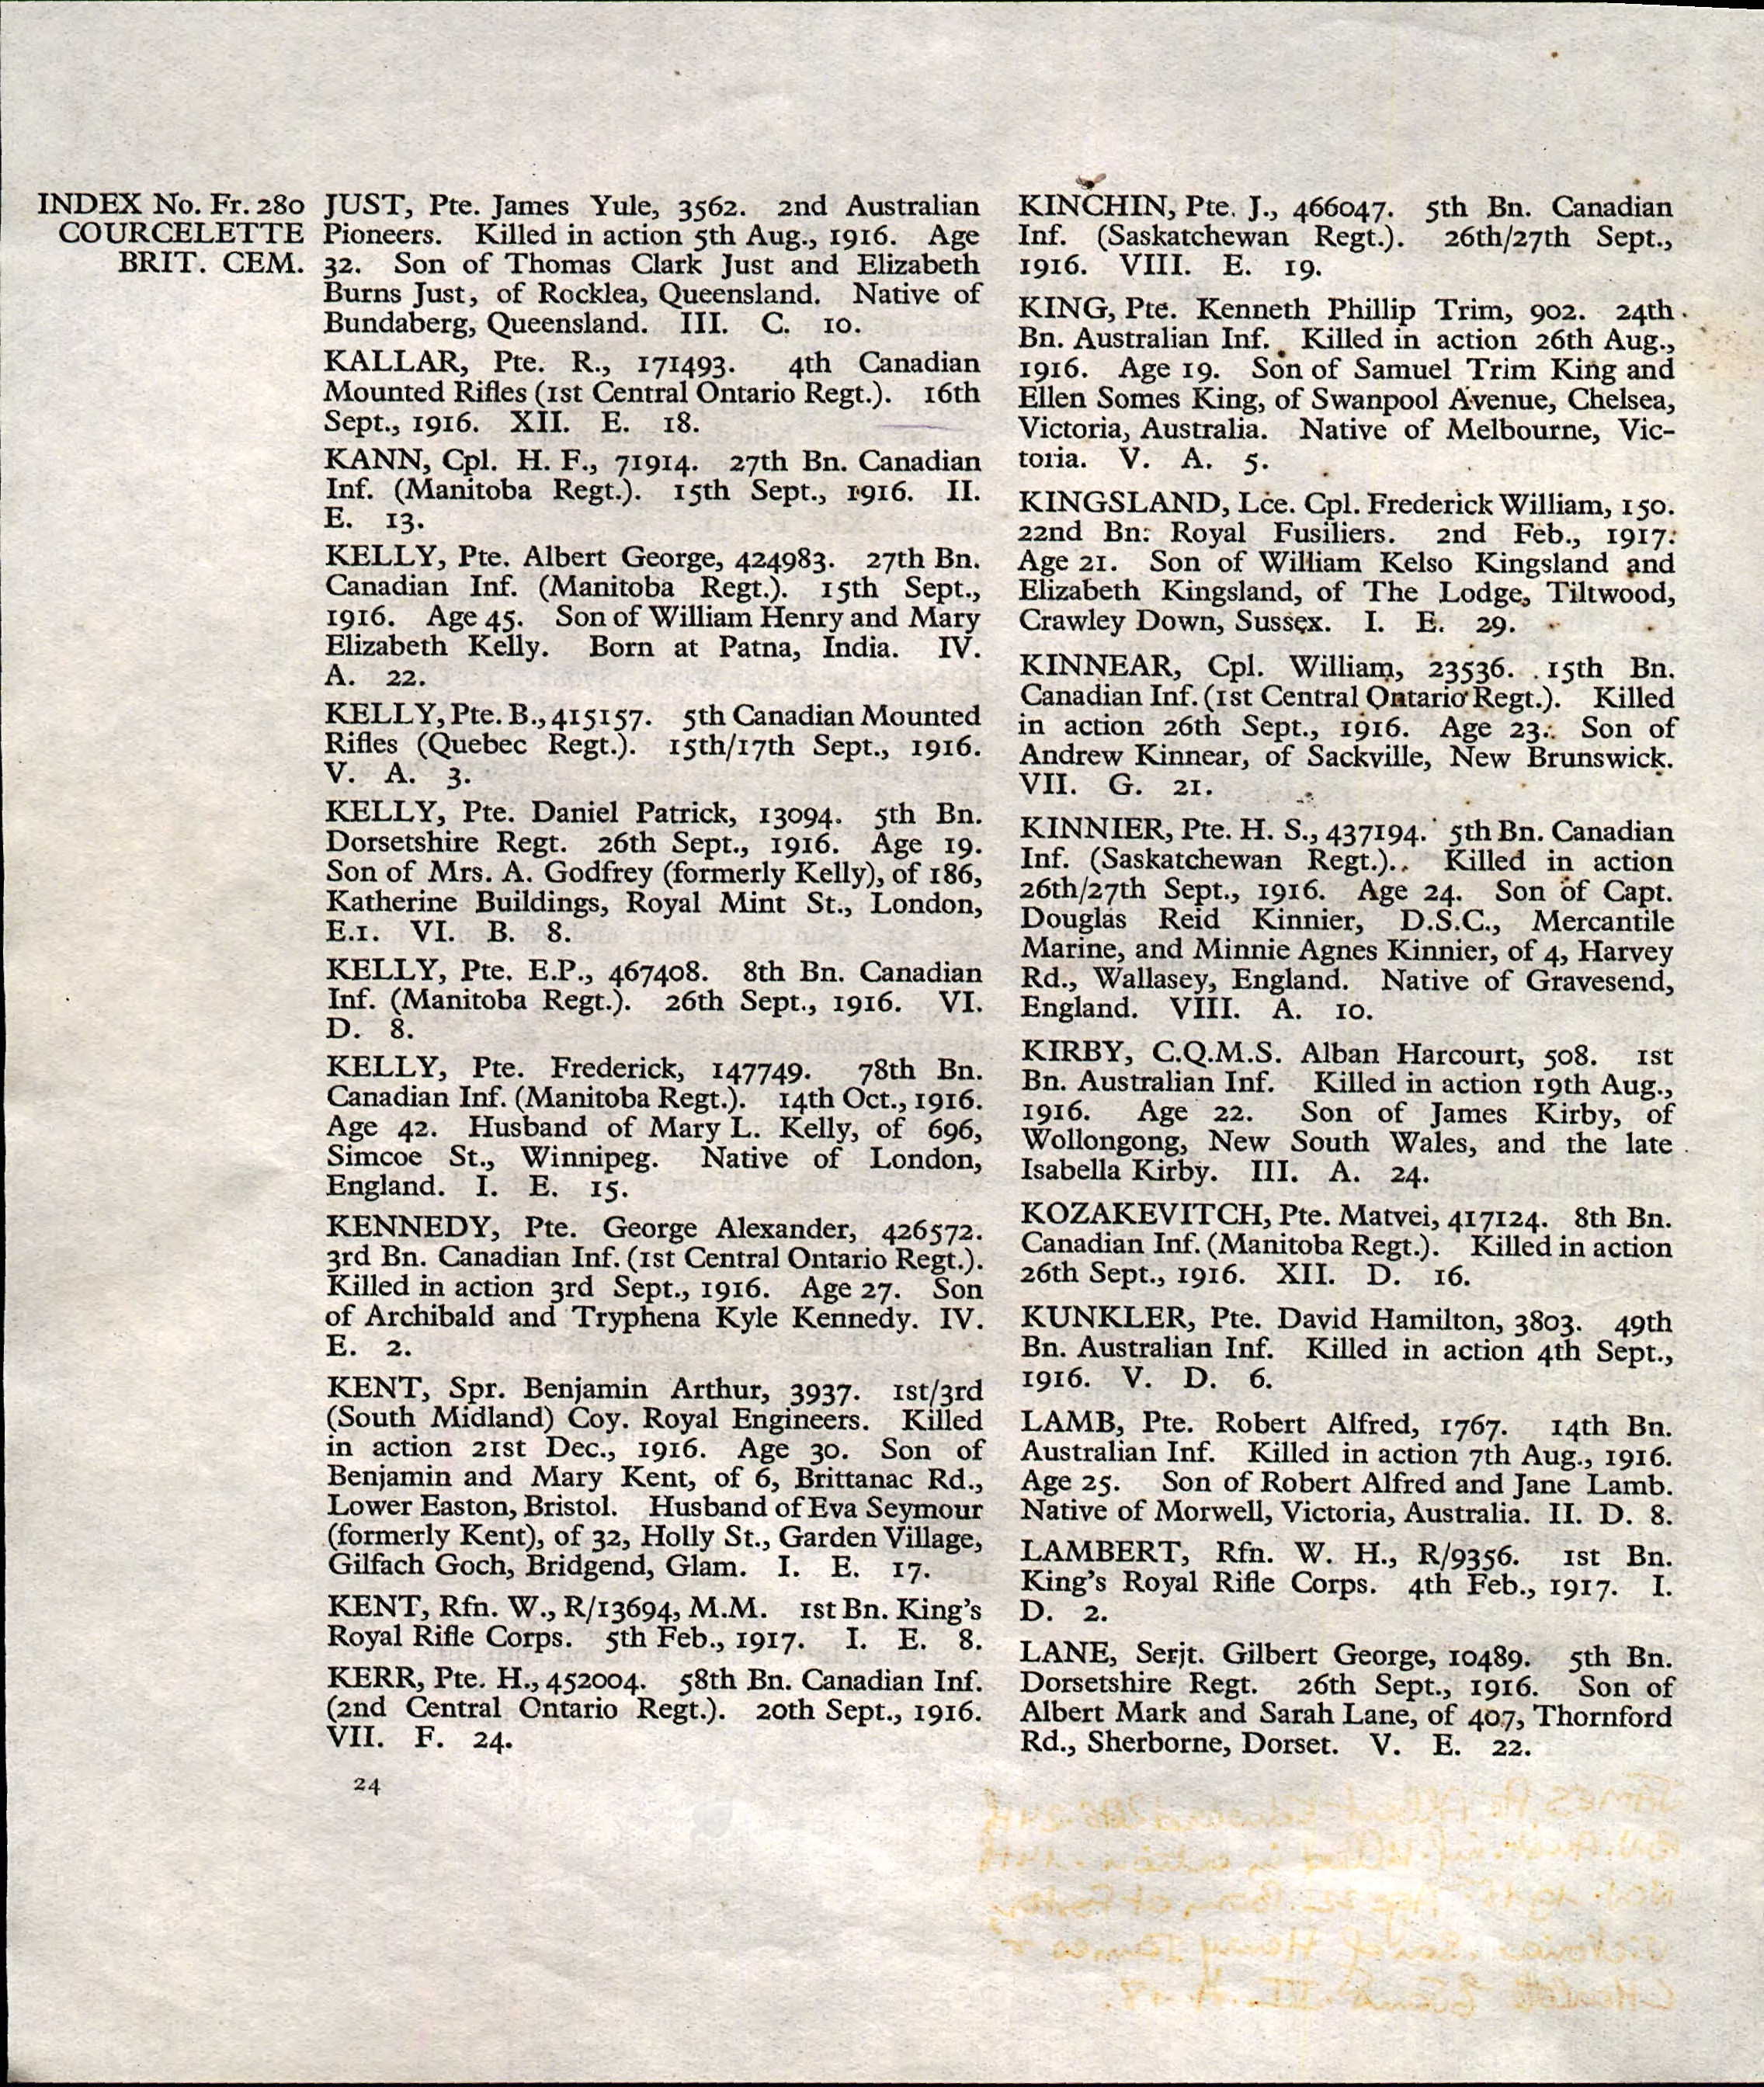 INDEX No. Fr. 280
COURCELETTE
BRIT. CEM.
JUST, Pte. James Yule, 3562. 2nd Australian
Pioneers. Killed in action 5th Aug., 1916. Age
32. Son of Thomas Clark Just and Elizabeth
Burns Just, of Rocklea, Queensland. Native of
Bundaberg, Queensland. III. C. 10.
KALLAR, Pte. R., 171493. 4th Canadian
Mounted Rifles (1st Central Ontario Regt.). 16th
Sept., 1916. XII. E. 18.
KANN, Cpl. H. F., 71914. 27th Bn. Canadian
Inf. (Manitoba Regt.). 15th Sept., 1916. II.
E. 13.
KELLY, Pte. Albert George, 424983. 27th Bn.
Canadian Inf. (Manitoba Regt.). 15th Sept.,
1916. Age 45. Son of William Henry and Mary
Elizabeth Kelly. Born at Patna, India. IV.
A. 22.
KELLY, Pte. B., 415157. 5th Canadian Mounted
Rifles (Quebec Regt.). 15th/17th Sept., 1916.
V. A. 3.
KELLY, Pte. Daniel Patrick, 13094. 5th Bn.
Dorsetshire Regt. 26th Sept., 1916. Age 19.
Son of Mrs. A. Godfrey (formerly Kelly), of 186,
Katherine Buildings, Royal Mint St., London,
E.1. VI. B. 8.
KELLY, Pte. E.P., 467408. 8th Bn. Canadian
Inf. (Manitoba Regt.). 26th Sept., 1916. VI.
D. 8.
KELLY, Pte. Frederick, 147749. 78th Bn.
Canadian Inf. (Manitoba Regt.). 14th Oct., 1916.
Age 42. Husband of Mary L. Kelly, of 696,
Simcoe St., Winnipeg. Native of London,
England. I. E. 15.
KENNEDY, Pte. George Alexander, 426572.
3rd Bn. Canadian Inf. (1st Central Ontario Regt.).
Killed in action 3rd Sept., 1916. Age 27. Son
of Archibald and Tryphena Kyle Kennedy. IV.
E. 2.
KENT, Spr. Benjamin Arthur, 3937. 1st/3rd
(South Midland) Coy. Royal Engineers. Killed
in action 21st Dec., 1916. Age 30. Son of
Benjamin and Mary Kent, of 6, Brittanac Rd.,
Lower Easton, Bristol. Husband of Eva Seymour
(formerly Kent), of 32, Holly St., Garden Village,
Gilfach Goch, Bridgend, Glam. I. E. 17.
KENT, Rfn. W., R/13694, M.M. 1st Bn. King's
Royal Rifle Corps. 5th Feb., 1917. I. E. 8.
KERR, Pte. H., 452004. 58th Bn. Canadian Inf.
(2nd Central Ontario Regt.). 20th Sept., 1916.
VII. F. 24.
24
KINCHIN, Pte. J., 466047. 5th Bn. Canadian
Inf. (Saskatchewan Regt.). 26th/27th Sept.,
1916. VIII. E. 19.
KING, Pte. Kenneth Phillip Trim, 902. 24th
Bn. Australian Inf. Killed in action 26th Aug.,
1916. Age 19. Son of Samuel Trim King and
Ellen Somes King, of Swanpool Avenue, Chelsea,
Victoria, Australia. Native of Melbourne, Vic-
toria. V. A. 5.
KINGSLAND, Lce. Cpl. Frederick William, 150.
22nd Bn. Royal Fusiliers. 2nd Feb., 1917.
Age 21. Son of William Kelso Kingsland and
Elizabeth Kingsland, of The Lodge, Tiltwood,
Crawley Down, Sussex. I. E. 29.
KINNEAR, Cpl. William, 23536. 15th Bn.
Canadian Inf. (1st Central Ontario Regt.). Killed
in action 26th Sept., 1916. Age 23. Son of
Andrew Kinnear, of Sackville, New Brunswick.
VII. G. 21.
KINNIER, Pte. H. S., 437194. 5th Bn. Canadian
Inf. (Saskatchewan Regt.). Killed in action
26th/27th Sept., 1916. Age 24. Son of Capt.
Douglas Reid Kinnier, D.S.C., Mercantile
Marine, and Minnie Agnes Kinnier, of 4, Harvey
Rd., Wallasey, England. Native of Gravesend,
England. VIII. A. 10.
KIRBY, C.Q.M.S. Alban Harcourt, 508. 1st
Bn. Australian Inf. Killed in action 19th Aug.,
1916. Age 22. Son of James Kirby, of
Wollongong, New South Wales, and the late
Isabella Kirby. III. A. 24.
KOZAKEVITCH, Pte. Matvei, 417124. 8th Bn.
Canadian Inf. (Manitoba Regt.). Killed in action
26th Sept., 1916. XII. D. 16.
KUNKLER, Pte. David Hamilton, 3803. 49th
Bn. Australian Inf. Killed in action 4th Sept.,
1916. V. D. 6.
LAMB, Pte. Robert Alfred, 1767. 14th Bn.
Australian Inf. Killed in action 7th Aug., 1916.
Age 25. Son of Robert Alfred and Jane Lamb.
Native of Morwell, Victoria, Australia. II. D. 8.
LAMBERT, Rfn. W. H., R/9356. 1st Bn.
King's Royal Rifle Corps. 4th Feb., 1917. I.
D. 2.
LANE, Serjt. Gilbert George, 10489. 5th Bn.
Dorsetshire Regt. 26th Sept., 1916. Son of
Albert Mark and Sarah Lane, of 407, Thornford
Rd., Sherborne, Dorset. V. E. 22.